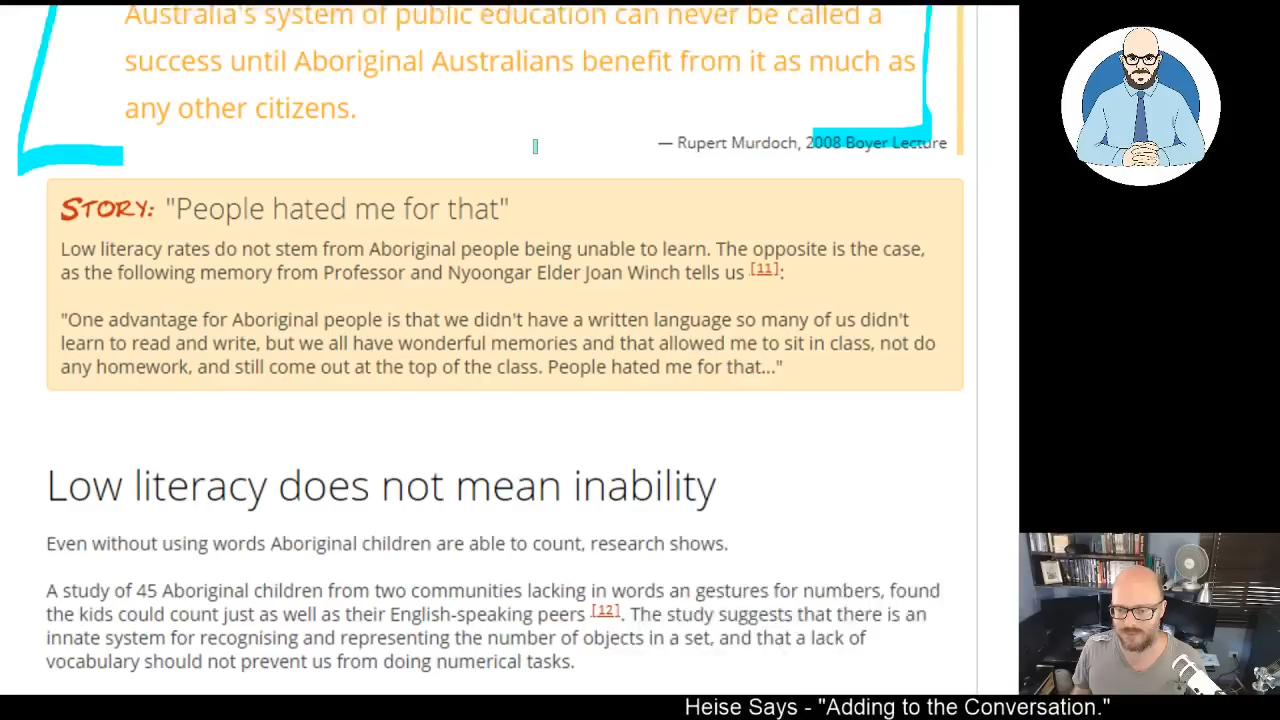 Australia's system of public education can never be called a
success until Aboriginal Australians benefit from it as much as
any other citizens.
— Rupert Murdoch, 2008 Boyer Lecture
STORY: "People hated me for that"
Low literacy rates do not stem from Aboriginal people being unable to learn. The opposite is the case,
as the following memory from Professor and Nyoongar Elder Joan Winch tells us [11]:
"One advantage for Aboriginal people is that we didn't have a written language so many of us didn't
learn to read and write, but we all have wonderful memories and that allowed me to sit in class, not do
any homework, and still come out at the top of the class. People hated me for that..."
Low literacy does not mean inability
Even without using words Aboriginal children are able to count, research shows.
A study of 45 Aboriginal children from two communities lacking in words an gestures for numbers, found
the kids could count just as well as their English-speaking peers [12]. The study suggests that there is an
innate system for recognising and representing the number of objects in a set, and that a lack of
vocabulary should not prevent us from doing numerical tasks.
Heise Says - "Adding to the Conversation."